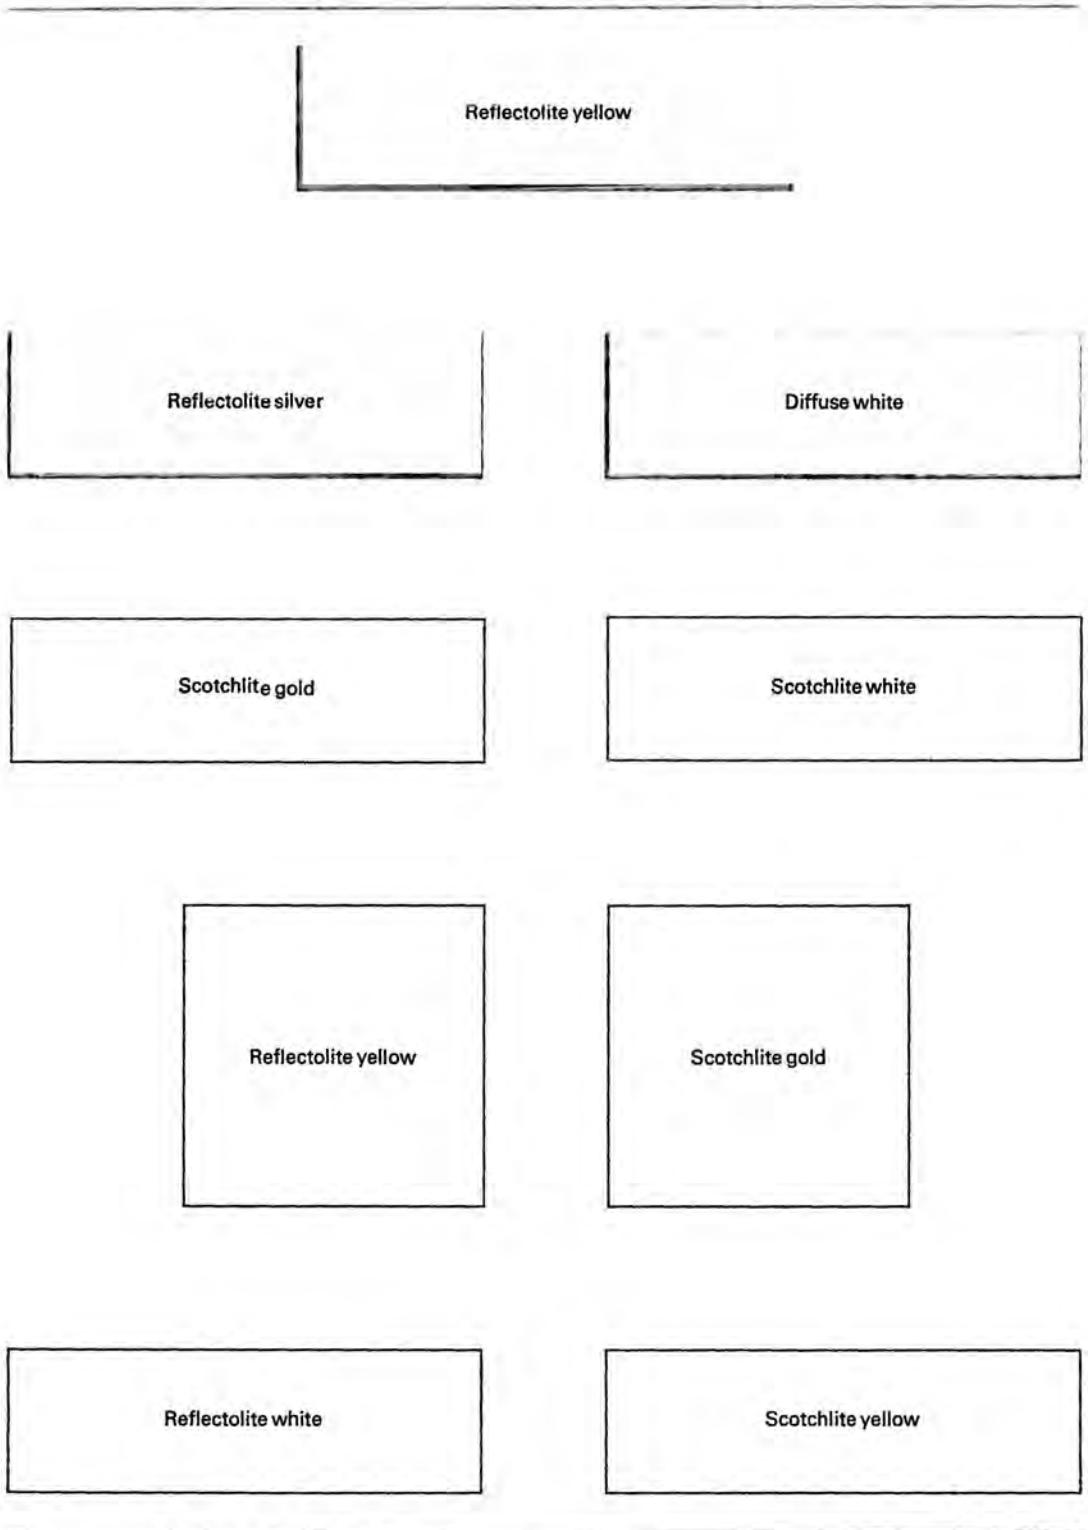 Reflectolite yellow
Reflectolite silver
Diffuse white
Scotchlite gold
Scotchlite white
Reflectolite yellow
Scotchlite gold
Reflectolite white
Scotchlite yellow